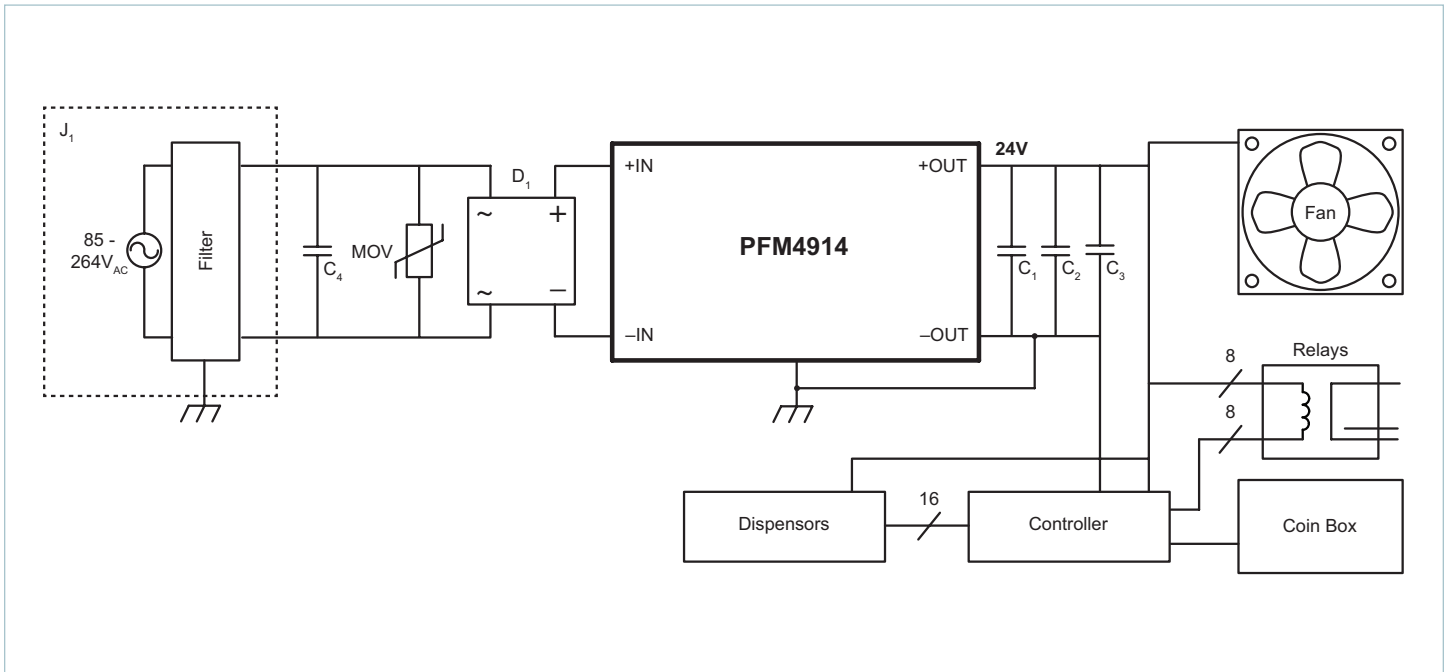 J1
85 -
264VAC
Filter
C4
MOV
D1
~
+
~
–
+IN
–IN
PFM4914
+OUT
–OUT
24V
C1
C2
C3
Fan
8
8
Relays
Dispensors
16
Controller
Coin Box